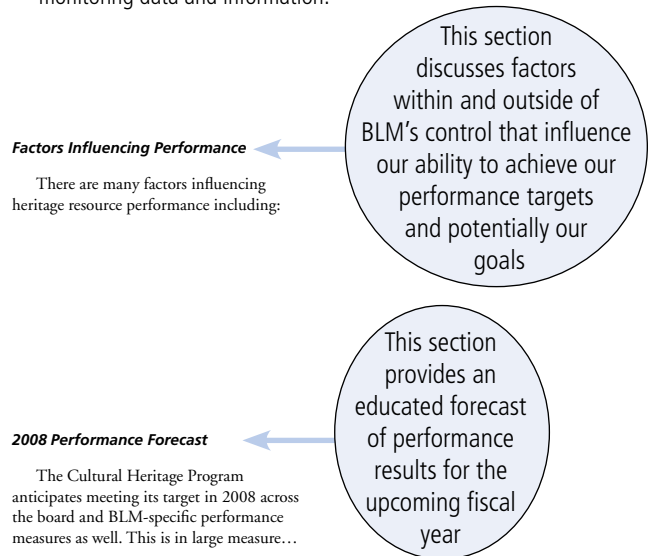 monitoring data and information.
This section
discusses factors
within and outside of
BLM's control that influence
our ability to achieve our
performance targets
and potentially our
goals
Factors Influencing Performance
There are many factors influencing
heritage resource performance including:
This section
provides an
educated forecast
of performance
results for the
upcoming fiscal
year
2008 Performance Forecast
The Cultural Heritage Program
anticipates meeting its target in 2008 across
the board and BLM-specific performance
measures as well. This is in large measure…